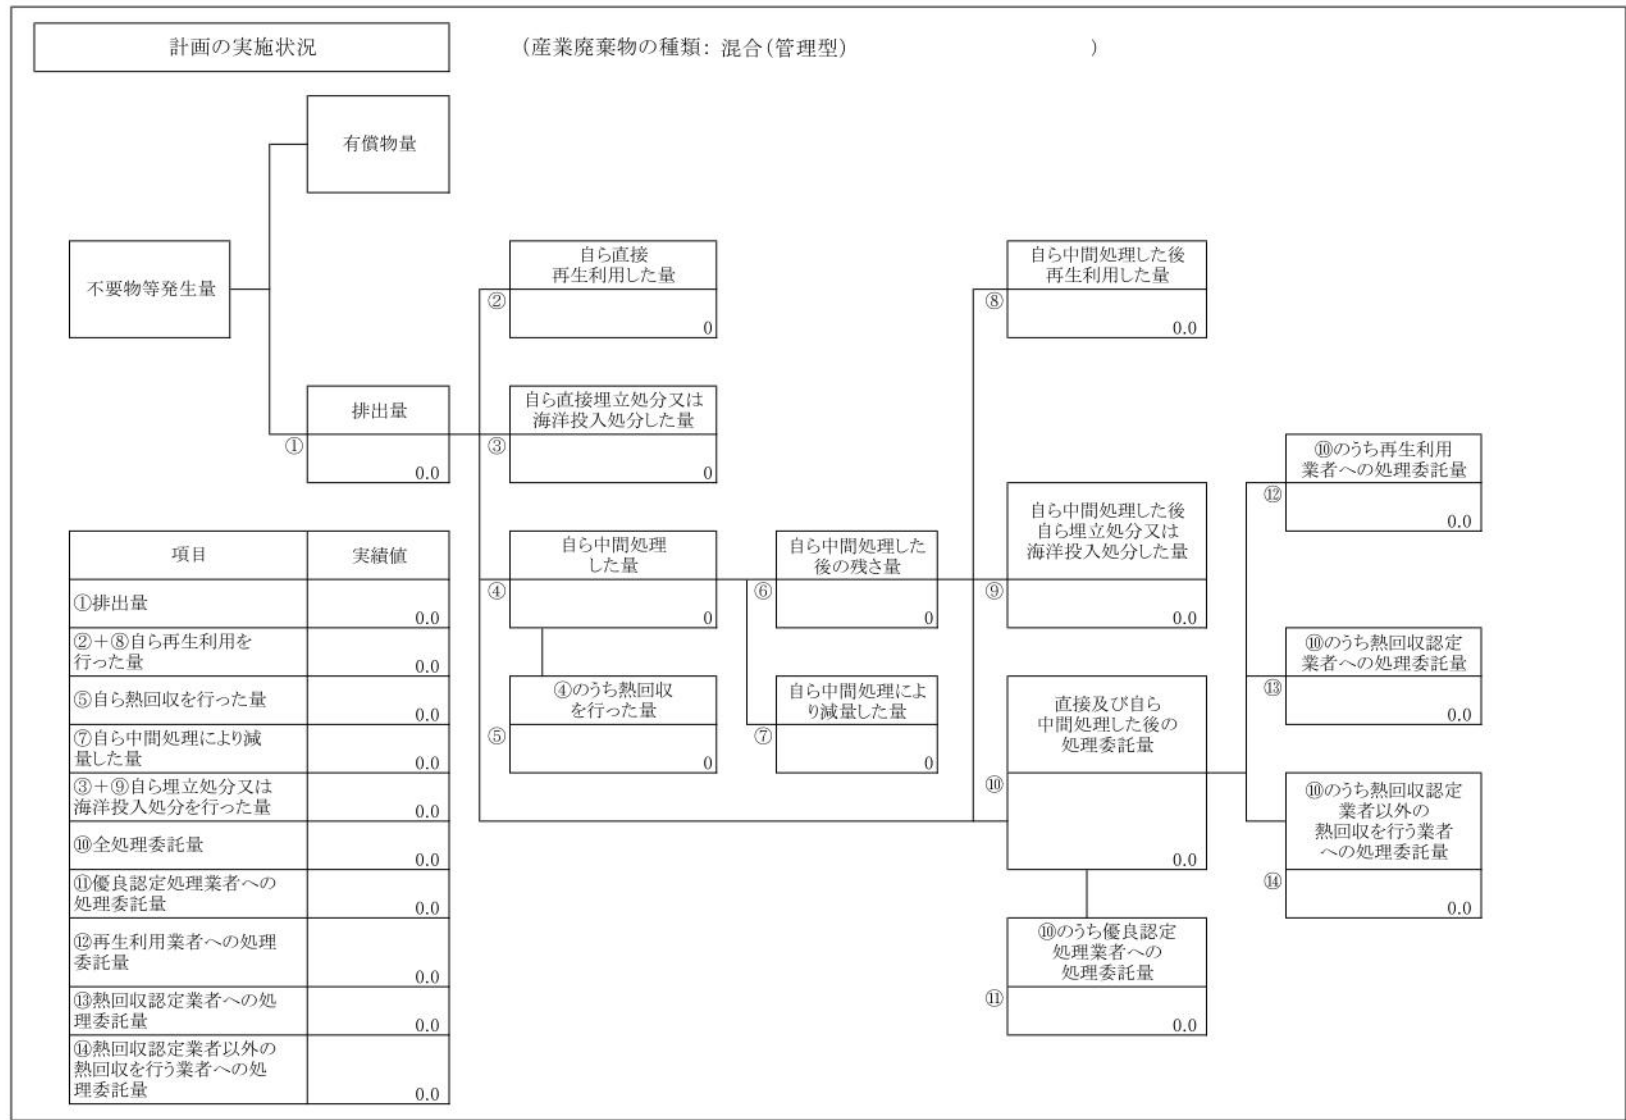 計画の実施状況
(産業廃棄物の種類: 混合(管理型) )
有償物量
不要物等発生量
自ら直接
再生利用した量
②
0
自ら中間処理した後
再生利用した量
⑧
0.0
排出量
①
0.0
自ら直接埋立処分又は
海洋投入処分した量
③
0
⑩のうち再生利用
業者への処理委託量
⑫
0.0
自ら中間処理
した量
④
0
自ら中間処理した
後の残さ量
⑥
0
自ら中間処理した後
自ら埋立処分又は
海洋投入処分した量
⑨
0.0
④のうち熱回収
を行った量
⑤
0
自ら中間処理によ
り減量した量
⑦
0
直接及び自ら
中間処理した後の
処理委託量
⑩
0.0
⑩のうち熱回収認定
業者への処理委託量
⑬
0.0
⑩のうち熱回収認定
業者以外の
熱回収を行う業者
への処理委託量
⑭
0.0
⑩のうち優良認定
処理業者への
処理委託量
⑪
0.0
項目 実績値
①排出量
0.0
②+⑧自ら再生利用を
行った量
0.0
⑤自ら熱回収を行った量
0.0
⑦自ら中間処理により減
量した量
0.0
③+⑨自ら埋立処分又は
海洋投入処分を行った量
0.0
⑩全処理委託量
0.0
⑪優良認定処理業者への
処理委託量
0.0
⑫再生利用業者への処理
委託量
0.0
⑬熱回収認定業者への処
理委託量
0.0
⑭熱回収認定業者以外の
熱回収を行う業者への処
理委託量
0.0